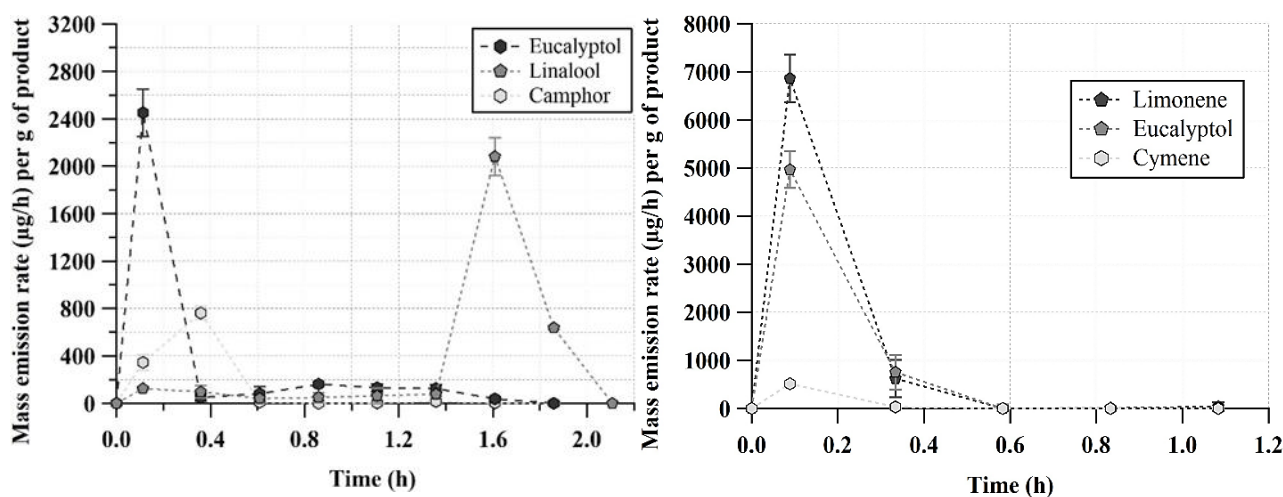 Mass emission rate (µg/h) per g of product
3200
2800
2400
2000
1600
1200
800
400
0
0.0 0.4 0.8 1.2 1.6 2.0
Time (h)
Eucalyptol
Linalool
Camphor
Mass emission rate (µg/h) per g of product
8000
7000
6000
5000
4000
3000
2000
1000
0
0.0 0.2 0.4 0.6 0.8 1.0 1.2
Time (h)
Limonene
Eucalyptol
Cymene